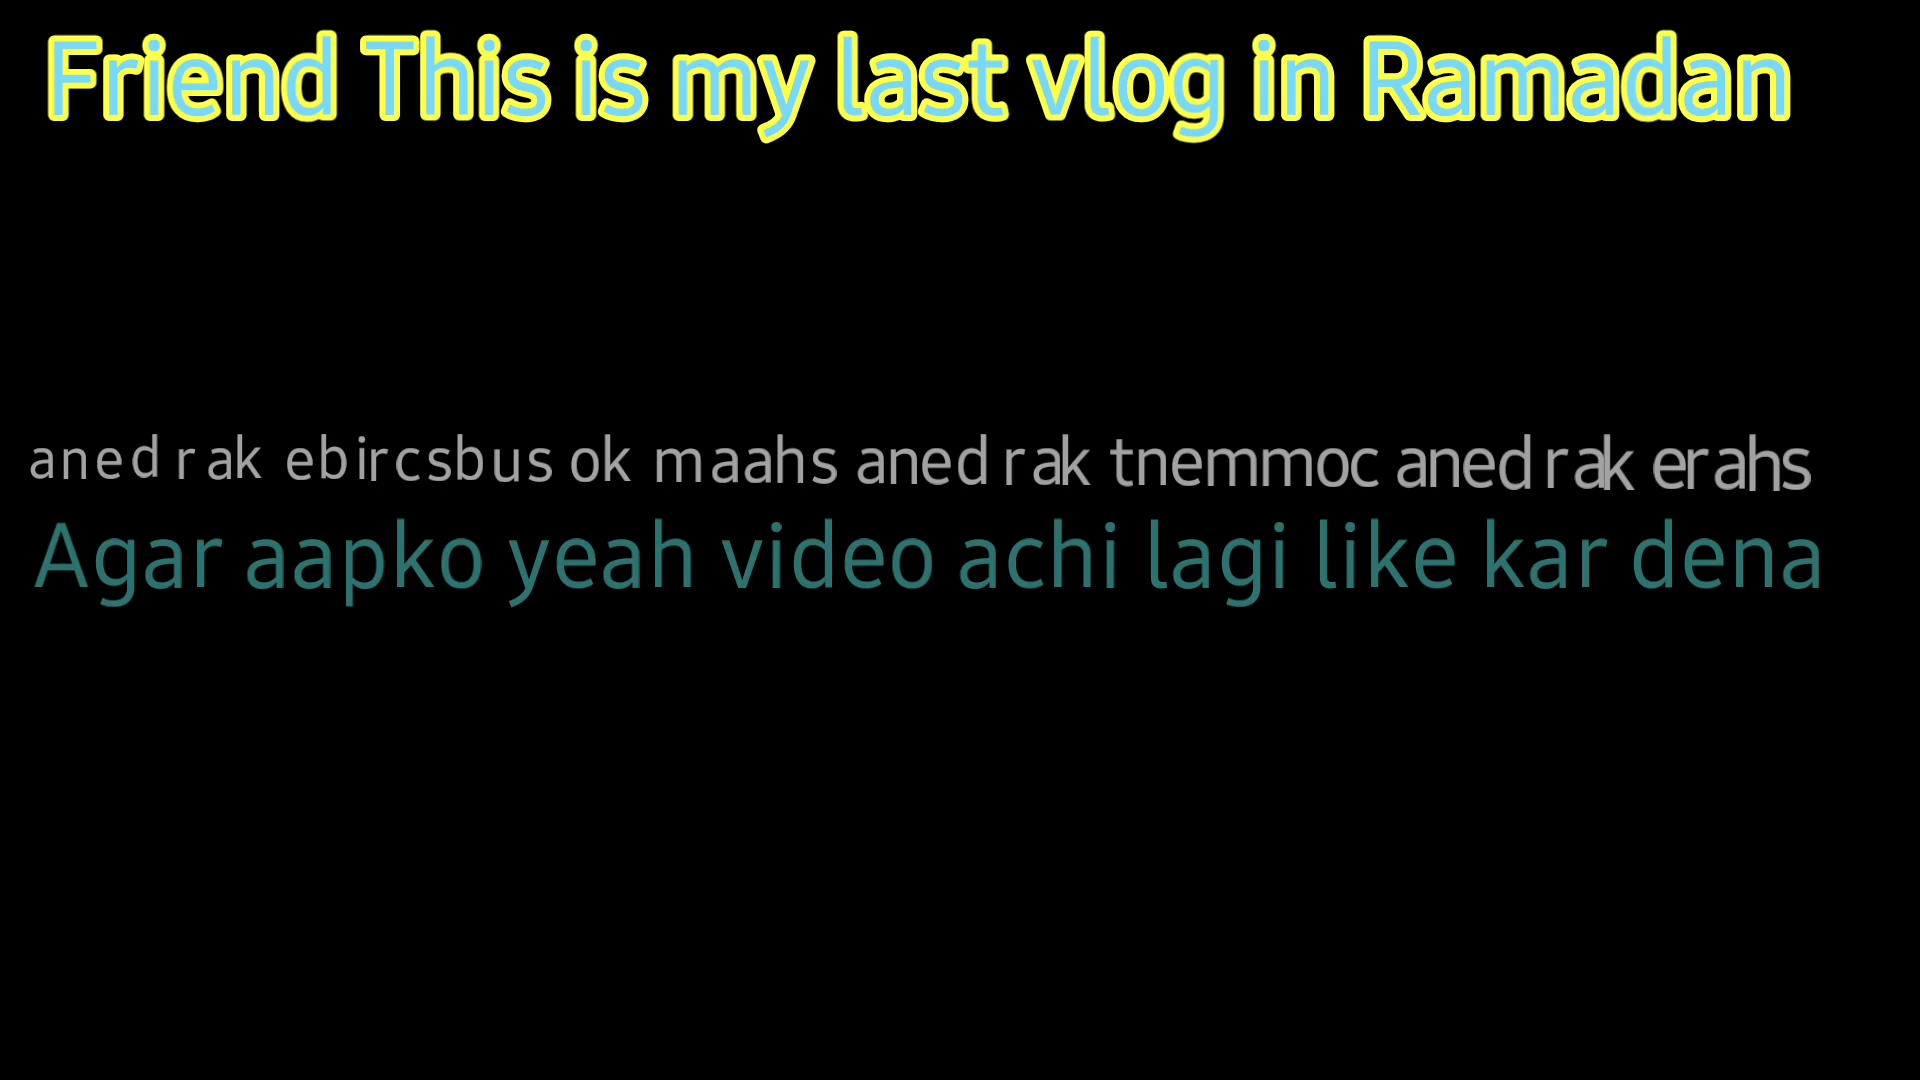 Friend This is my last vlog in Ramadan
aned rak ebircsbus ok maahs aned rak tnemmoc aned rak erahs
Agar aapko yeah video achi lagi like kar dena